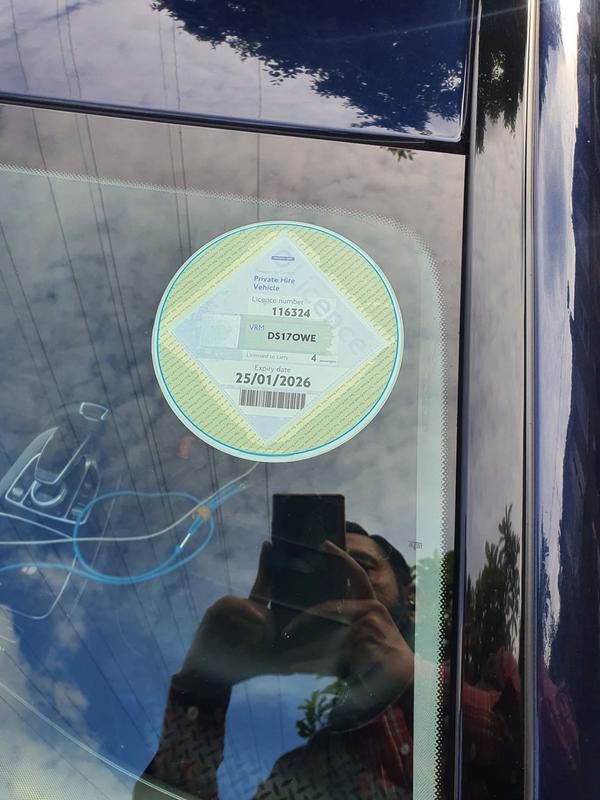 Private Hire
Vehicle
Licence number
116324
VRM
DS17OWE
Licensed to carry 4
Expiry date
25/01/2026